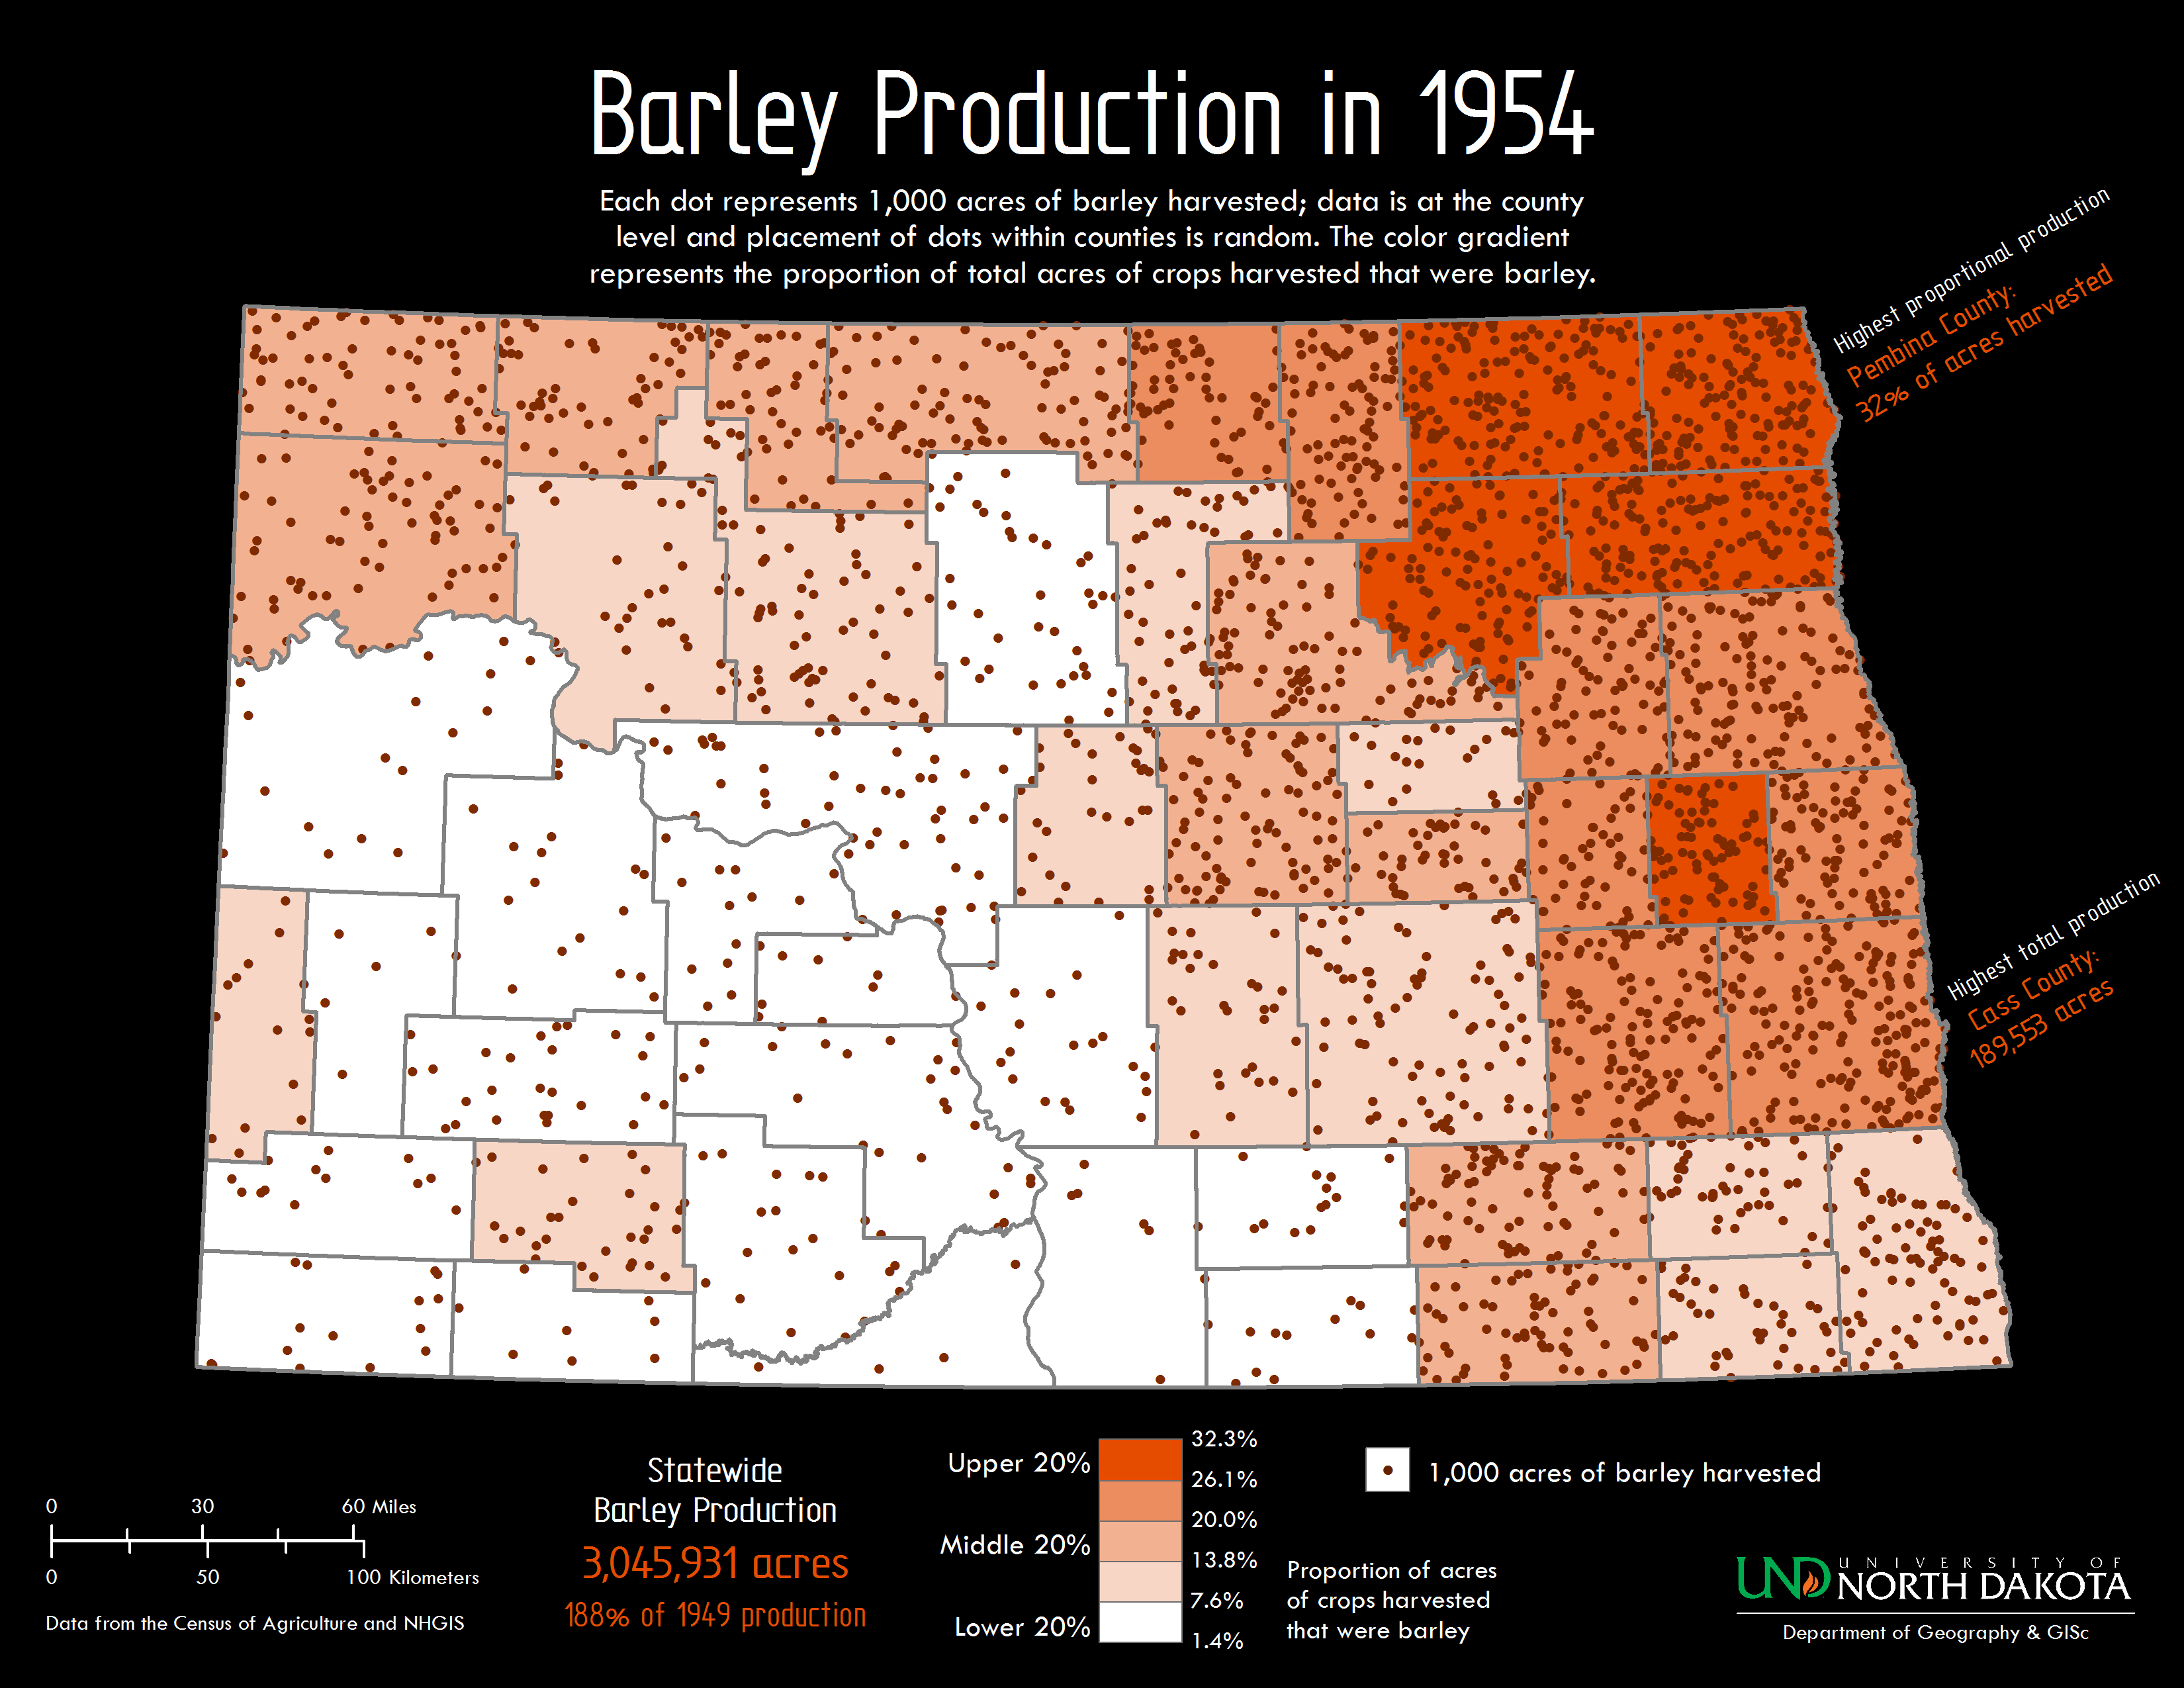 Barley Production in 1954
Each dot represents 1,000 acres of barley harvested; data is at the county
level and placement of dots within counties is random. The color gradient
represents the proportion of total acres of crops harvested that were barley.
Highest proportional production
Pembina County:
32% of acres harvested
Highest total production
Cass County:
189,553 acres
0 30 60 Miles
0 50 100 Kilometers
Data from the Census of Agriculture and NHGIS
Statewide
Barley Production
3,045,931 acres
188% of 1949 production
Upper 20%
Middle 20%
Lower 20%
32.3%
26.1%
20.0%
13.8%
7.6%
1.4%
1,000 acres of barley harvested
Proportion of acres
of crops harvested
that were barley
UND UNIVERSITY OF
NORTH DAKOTA
Department of Geography & GISc